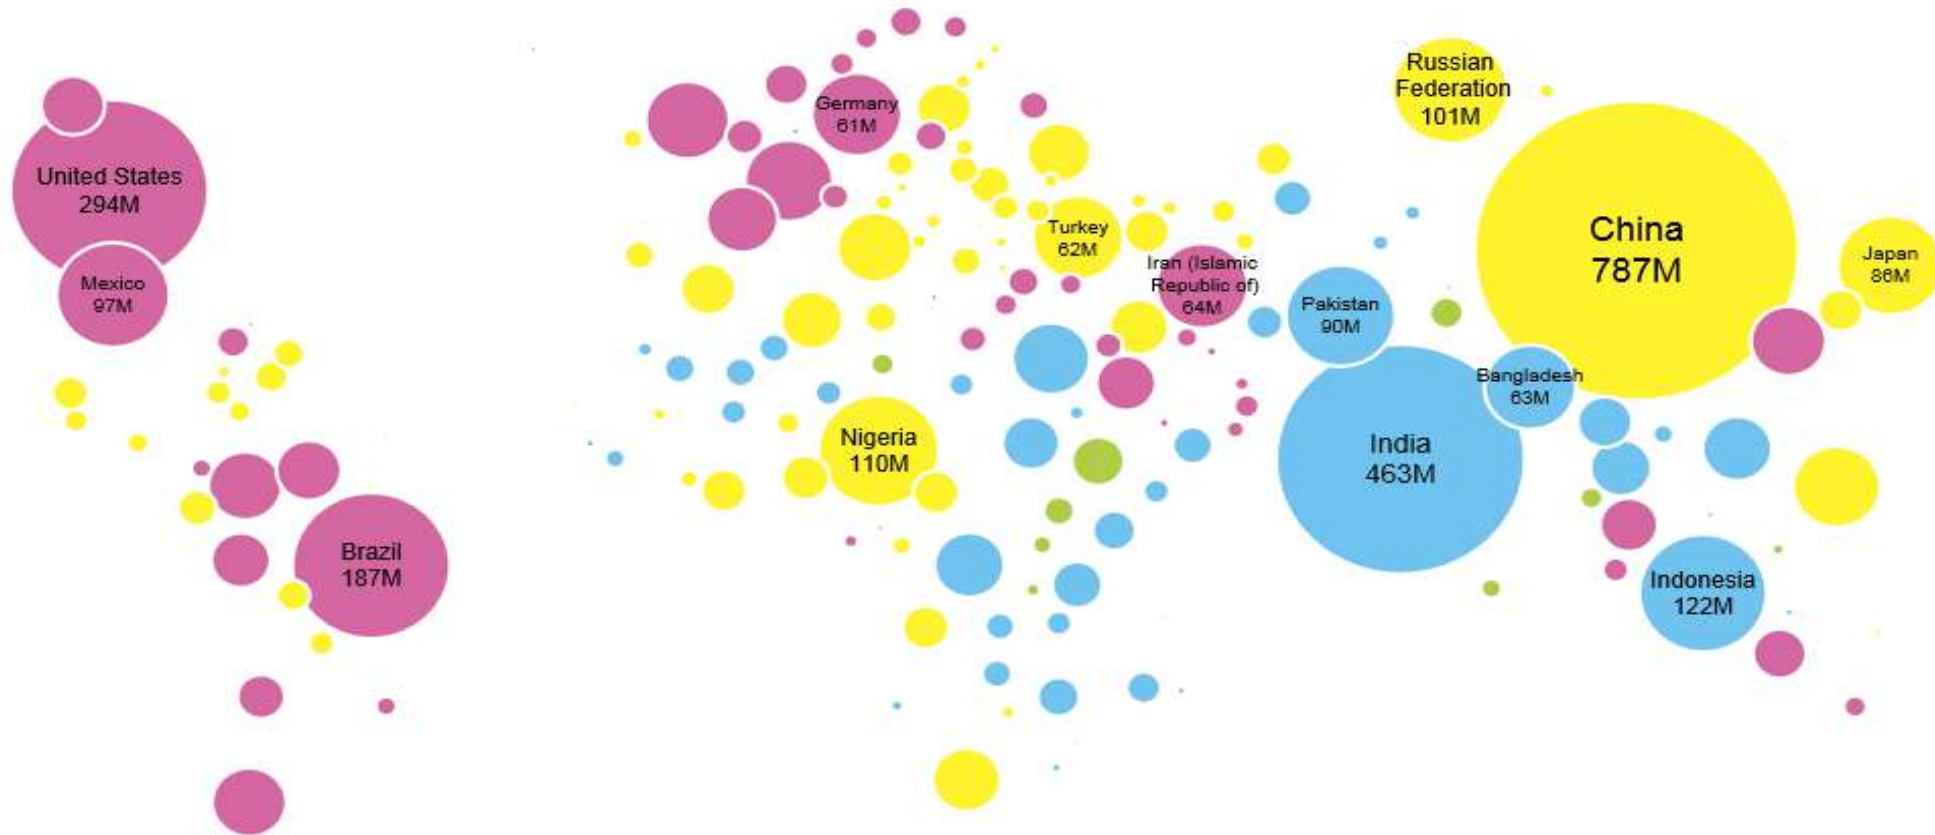 Russian
Federation
101M
Germany
61M
United States
294M
China
787M
Turkey
62M
Japan
86M
Iran (Islamic
Republic of)
64M
Mexico
97M
Pakistan
90M
Bangladesh
63M
Nigeria
110M
India
463M
Brazil
187M
Indonesia
122M